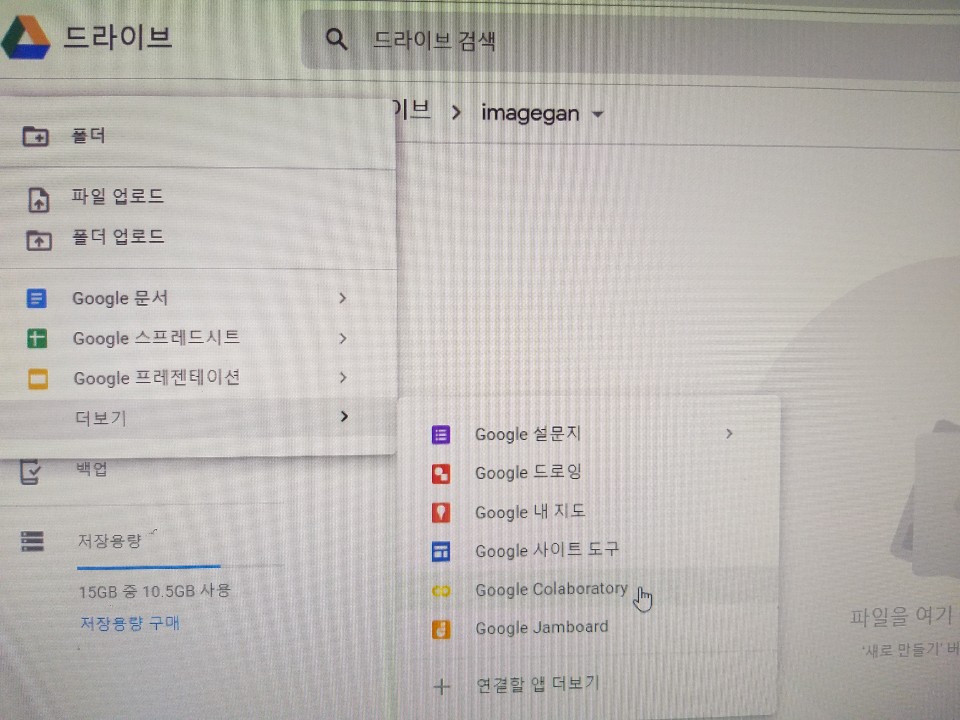 드라이브
드라이브 검색
이브 > imagegan
폴더
파일 업로드
폴더 업로드
Google 문서
Google 스프레드시트
Google 프레젠테이션
더보기
백업
저장용량
15GB 중 10.5GB 사용
저장용량 구매
Google 설문지
Google 드로잉
Google 내 지도
Google 사이트 도구
Google Colaboratory
Google Jamboard
연결할 앱 더보기
파일을 여기
'새로 만들기' 버